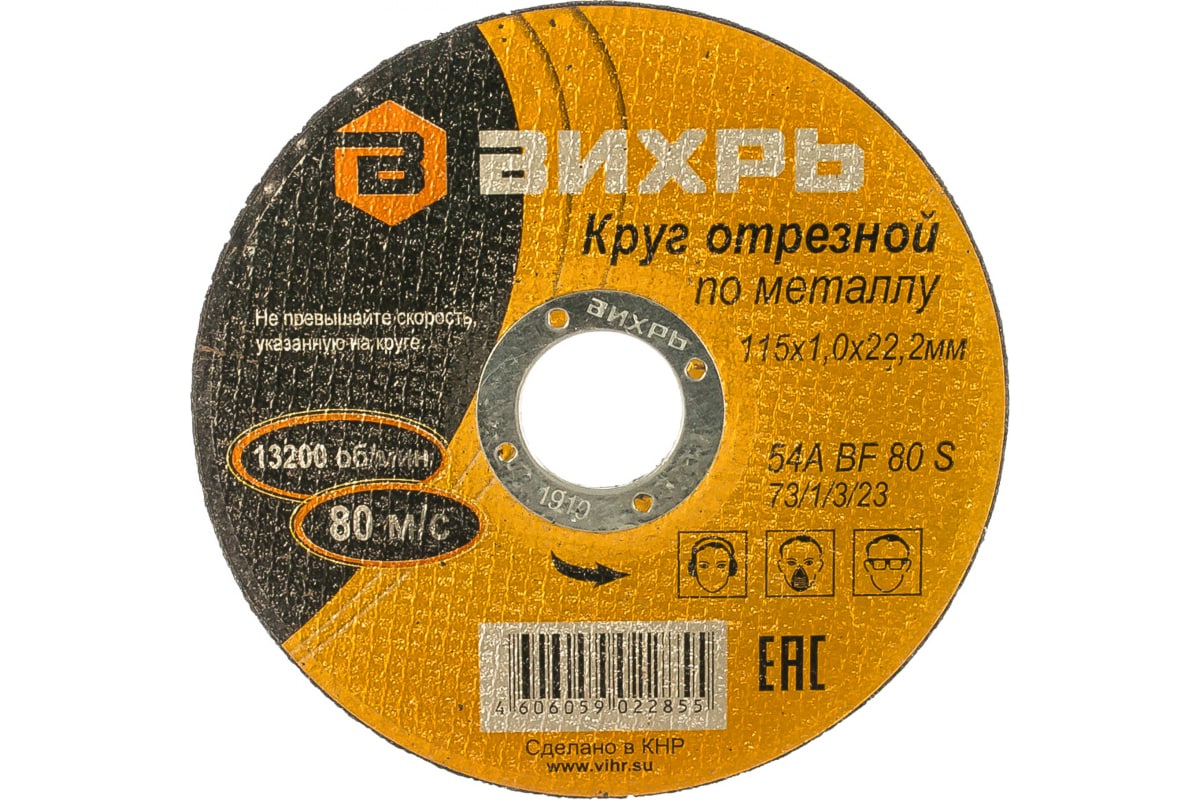 В ВИХРЬ
Круг отрезной
по металлу
115x1,0x22,2мм
Не превышайте скорость,
указанную на круге.
13200 об/мин
80 м/с
ВИХРЬ
1910
54A BF 80 S
73/1/3/23
EAC
4 606059 022855
Сделано в КНР
www.vihr.su